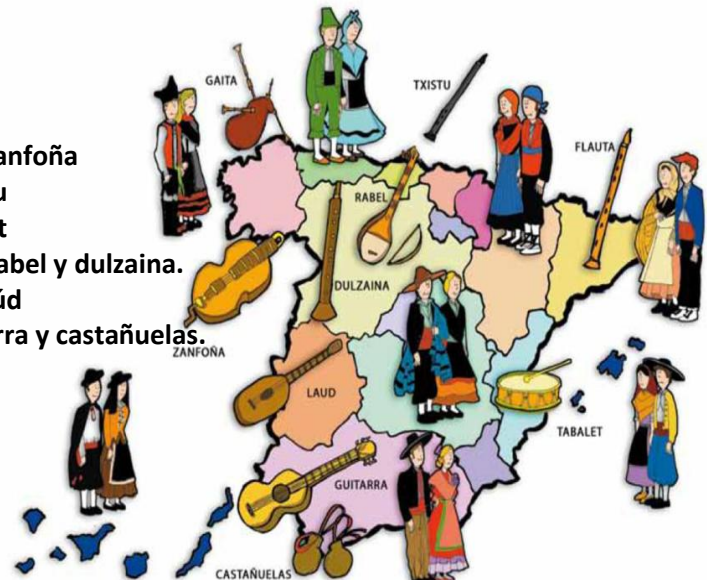 GAITA
TXISTU
FLAUTA
anfoña
u
t
abel y dulzaina.
úd
rra y castañuelas.
RABEL
DULZAINA
ZANFOÑA
LAUD
TABALET
GUITARRA
CASTAÑUELAS